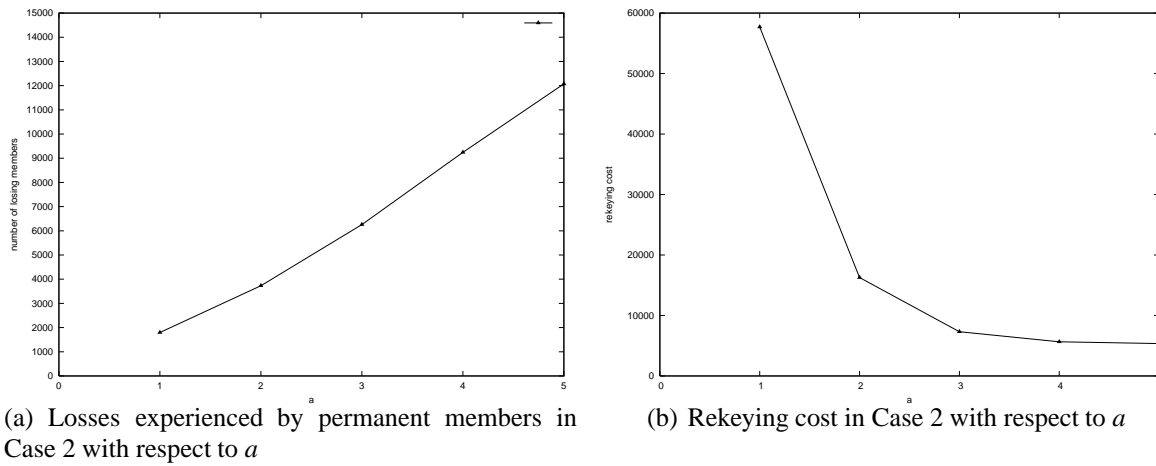 15000
14000
13000
12000
11000
10000
9000
8000
7000
6000
5000
4000
3000
2000
1000
0
number of losing members
0 1 2 3 4 5
a
(a) Losses experienced by permanent members in
Case 2 with respect to a
60000
50000
40000
30000
20000
10000
0
rekeying cost
0 1 2 3 4
a
(b) Rekeying cost in Case 2 with respect to a